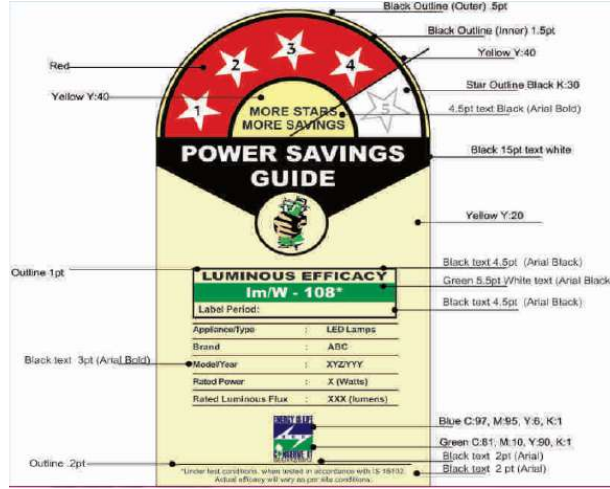 Black Outline (Outer) .5pt
Black Outline (Inner) 1.5pt
Yellow Y:40
Red
Star Outline Black K:30
Yellow Y:40
4.5pt text Black (Arial Bold)
1 2 3 4 5
MORE STARS
MORE SAVINGS
POWER SAVINGS
GUIDE
Black 15pt text white
Yellow Y:20
Black text 4.5pt (Arial Black)
Outline 1pt
LUMINOUS EFFICACY
Green 5.5pt White text (Arial Black
lm/W - 108*
Black text 4.5pt (Arial Black)
Label Period:
Appliance/Type : LED Lamps
Brand : ABC
Black text 3pt (Arial Bold)
Model/Year : XYZ/YYY
Rated Power : X (Watts)
Rated Luminous Flux : XXX (lumens)
ENERGY IS LIFE
Blue C:97, M:95, Y:6, K:1
Green C:81, M:10, Y:90, K:1
CONSERVE IT
Black text 2pt (Arial)
Outline .2pt
Black text 2 pt (Arial)
*Under test conditions, when tested in accordance with IS 16102.
Actual efficacy will vary as per site conditions.